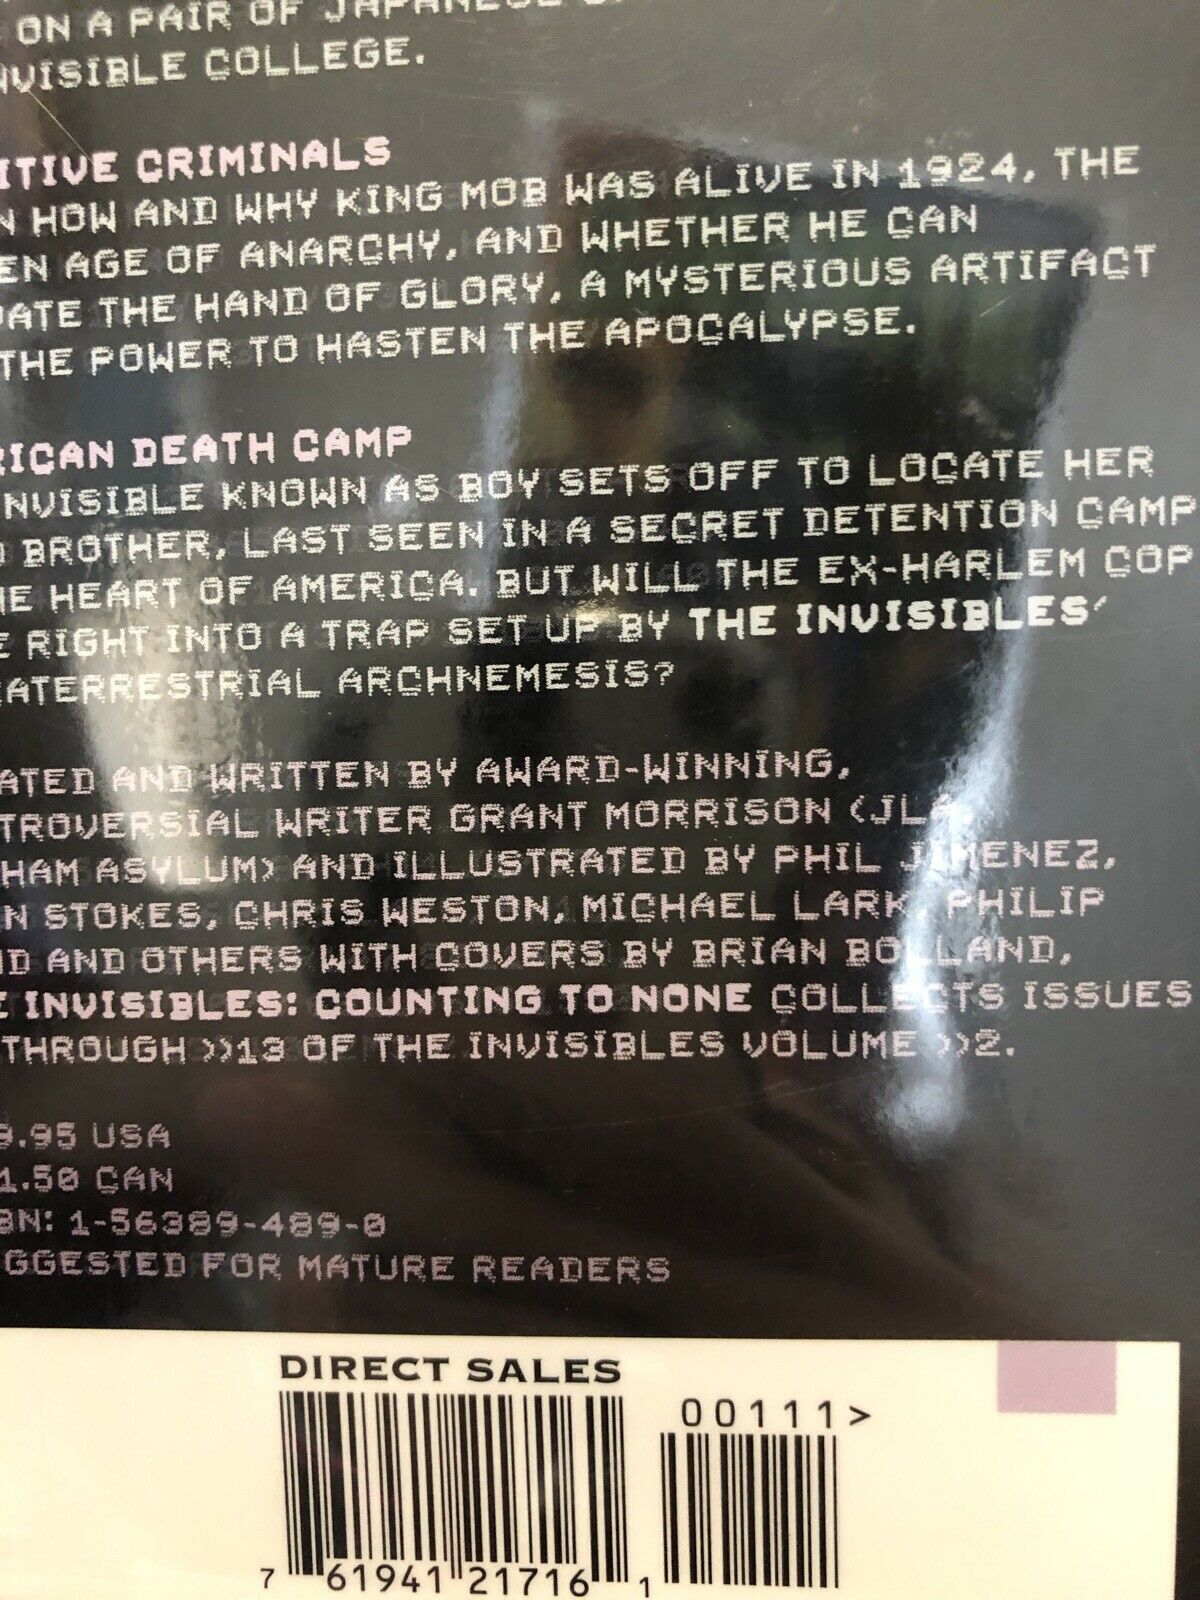 ON A PAIR OF JAPANESE
NVISIBLE COLLEGE.
ITIVE CRIMINALS
N HOW AND WHY KING MOB WAS ALIVE IN 1924, THE
EN AGE OF ANARCHY, AND WHETHER HE CAN
ATE THE HAND OF GLORY, A MYSTERIOUS ARTIFACT
THE POWER TO HASTEN THE APOCALYPSE.
RICAN DEATH CAMP
NVISIBLE KNOWN AS BOY SETS OFF TO LOCATE HER
D BROTHER, LAST SEEN IN A SECRET DETENTION CAMP
HE HEART OF AMERICA. BUT WILL THE EX-HARLEM COP
E RIGHT INTO A TRAP SET UP BY THE INVISIBLES'
ATERRESTRIAL ARCHNEMESIS?
ATED AND WRITTEN BY AWARD-WINNING,
TROVERSIAL WRITER GRANT MORRISON (JLA,
HAM ASYLUM) AND ILLUSTRATED BY PHIL JIMENEZ,
N STOKES, CHRIS WESTON, MICHAEL LARK, PHILIP
ND AND OTHERS WITH COVERS BY BRIAN BOLLAND,
E INVISIBLES: COUNTING TO NONE COLLECTS ISSUES
THROUGH >>13 OF THE INVISIBLES VOLUME >>2.
9.95 USA
1.50 CAN
BN: 1-56389-489-0
GGESTED FOR MATURE READERS
DIRECT SALES
00111>
7 61941 21716 1